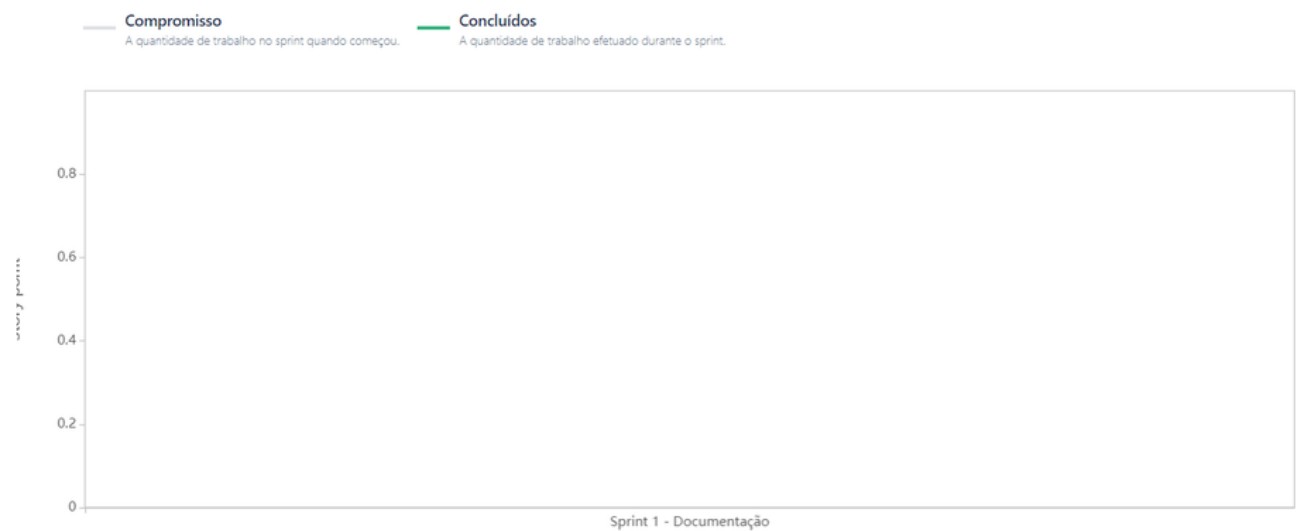 Compromisso
A quantidade de trabalho no sprint quando começou.
Concluídos
A quantidade de trabalho efetuado durante o sprint.
0.8
0.6
0.4
0.2
0
Sprint 1 - Documentação